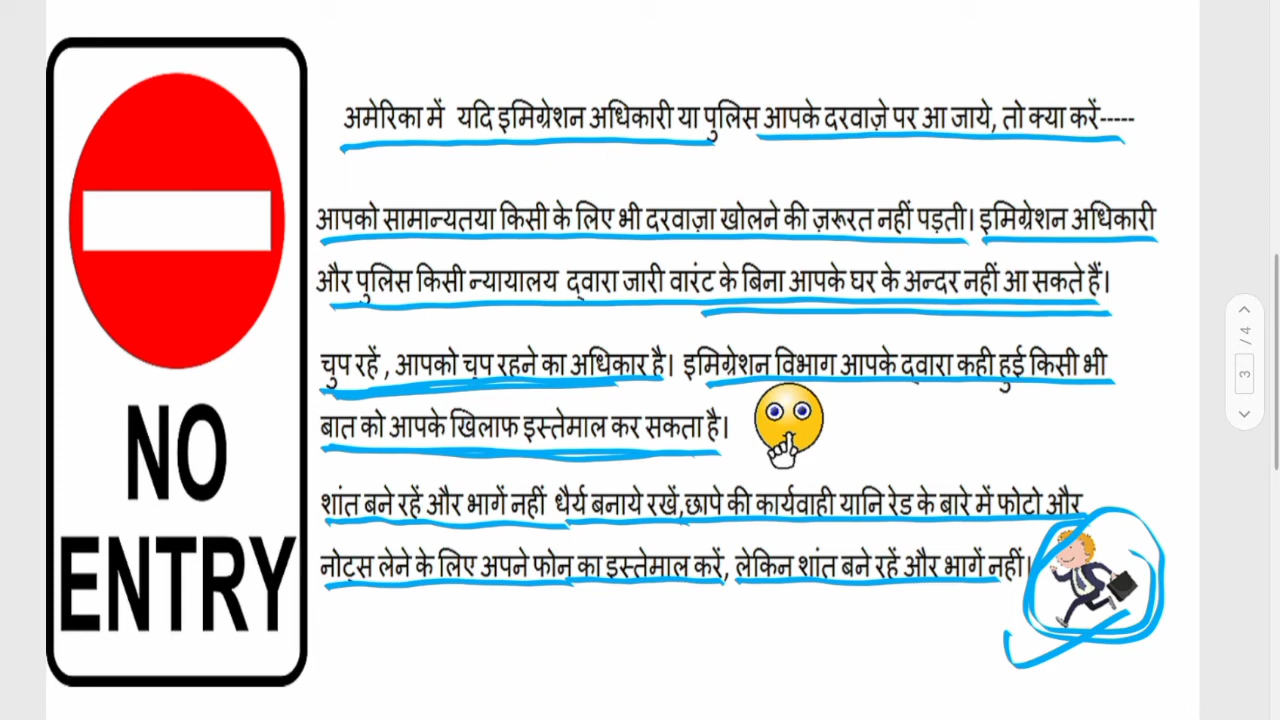 NO
ENTRY
अमेरिका में यदि इमिग्रेशन अधिकारी या पुलिस आपके दरवाज़े पर आ जाये, तो क्या करें-----
आपको सामान्यतया किसी के लिए भी दरवाज़ा खोलने की ज़रूरत नहीं पड़ती। इमिग्रेशन अधिकारी
और पुलिस किसी न्यायालय द्वारा जारी वारंट के बिना आपके घर के अन्दर नहीं आ सकते हैं।
चुप रहें , आपको चुप रहने का अधिकार है। इमिग्रेशन विभाग आपके द्वारा कही हुई किसी भी
बात को आपके खिलाफ इस्तेमाल कर सकता है।
शांत बने रहें और भागें नहीं धैर्य बनाये रखें,छापे की कार्यवाही यानि रेड के बारे में फोटो और
नोट्स लेने के लिए अपने फोन का इस्तेमाल करें, लेकिन शांत बने रहें और भागें नहीं।
3 / 4